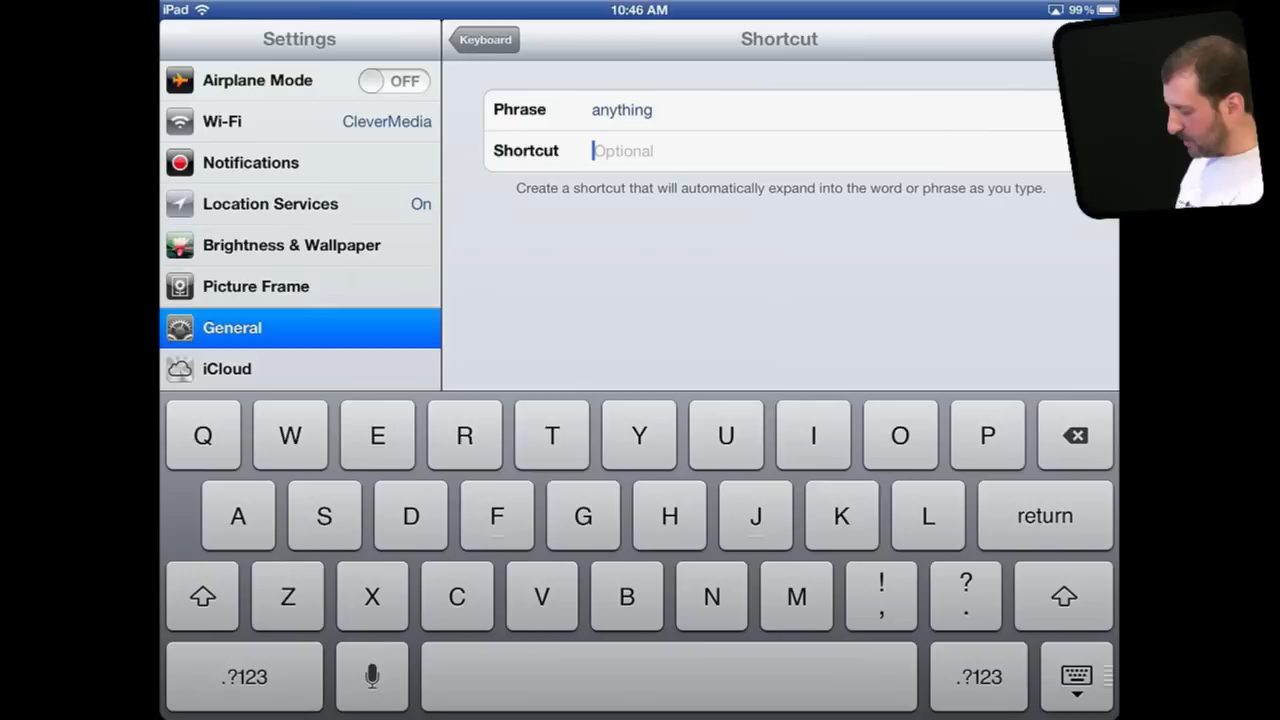 iPad 10:46 AM 99%
Settings
Keyboard
Shortcut
Airplane Mode OFF
Wi-Fi CleverMedia
Notifications
Location Services On
Brightness & Wallpaper
Picture Frame
General
iCloud
Phrase anything
Shortcut Optional
Create a shortcut that will automatically expand into the word or phrase as you type.
Q W E R T Y U I O P
A S D F G H J K L return
Z X C V B N M ! , ? .
.?123 .?123